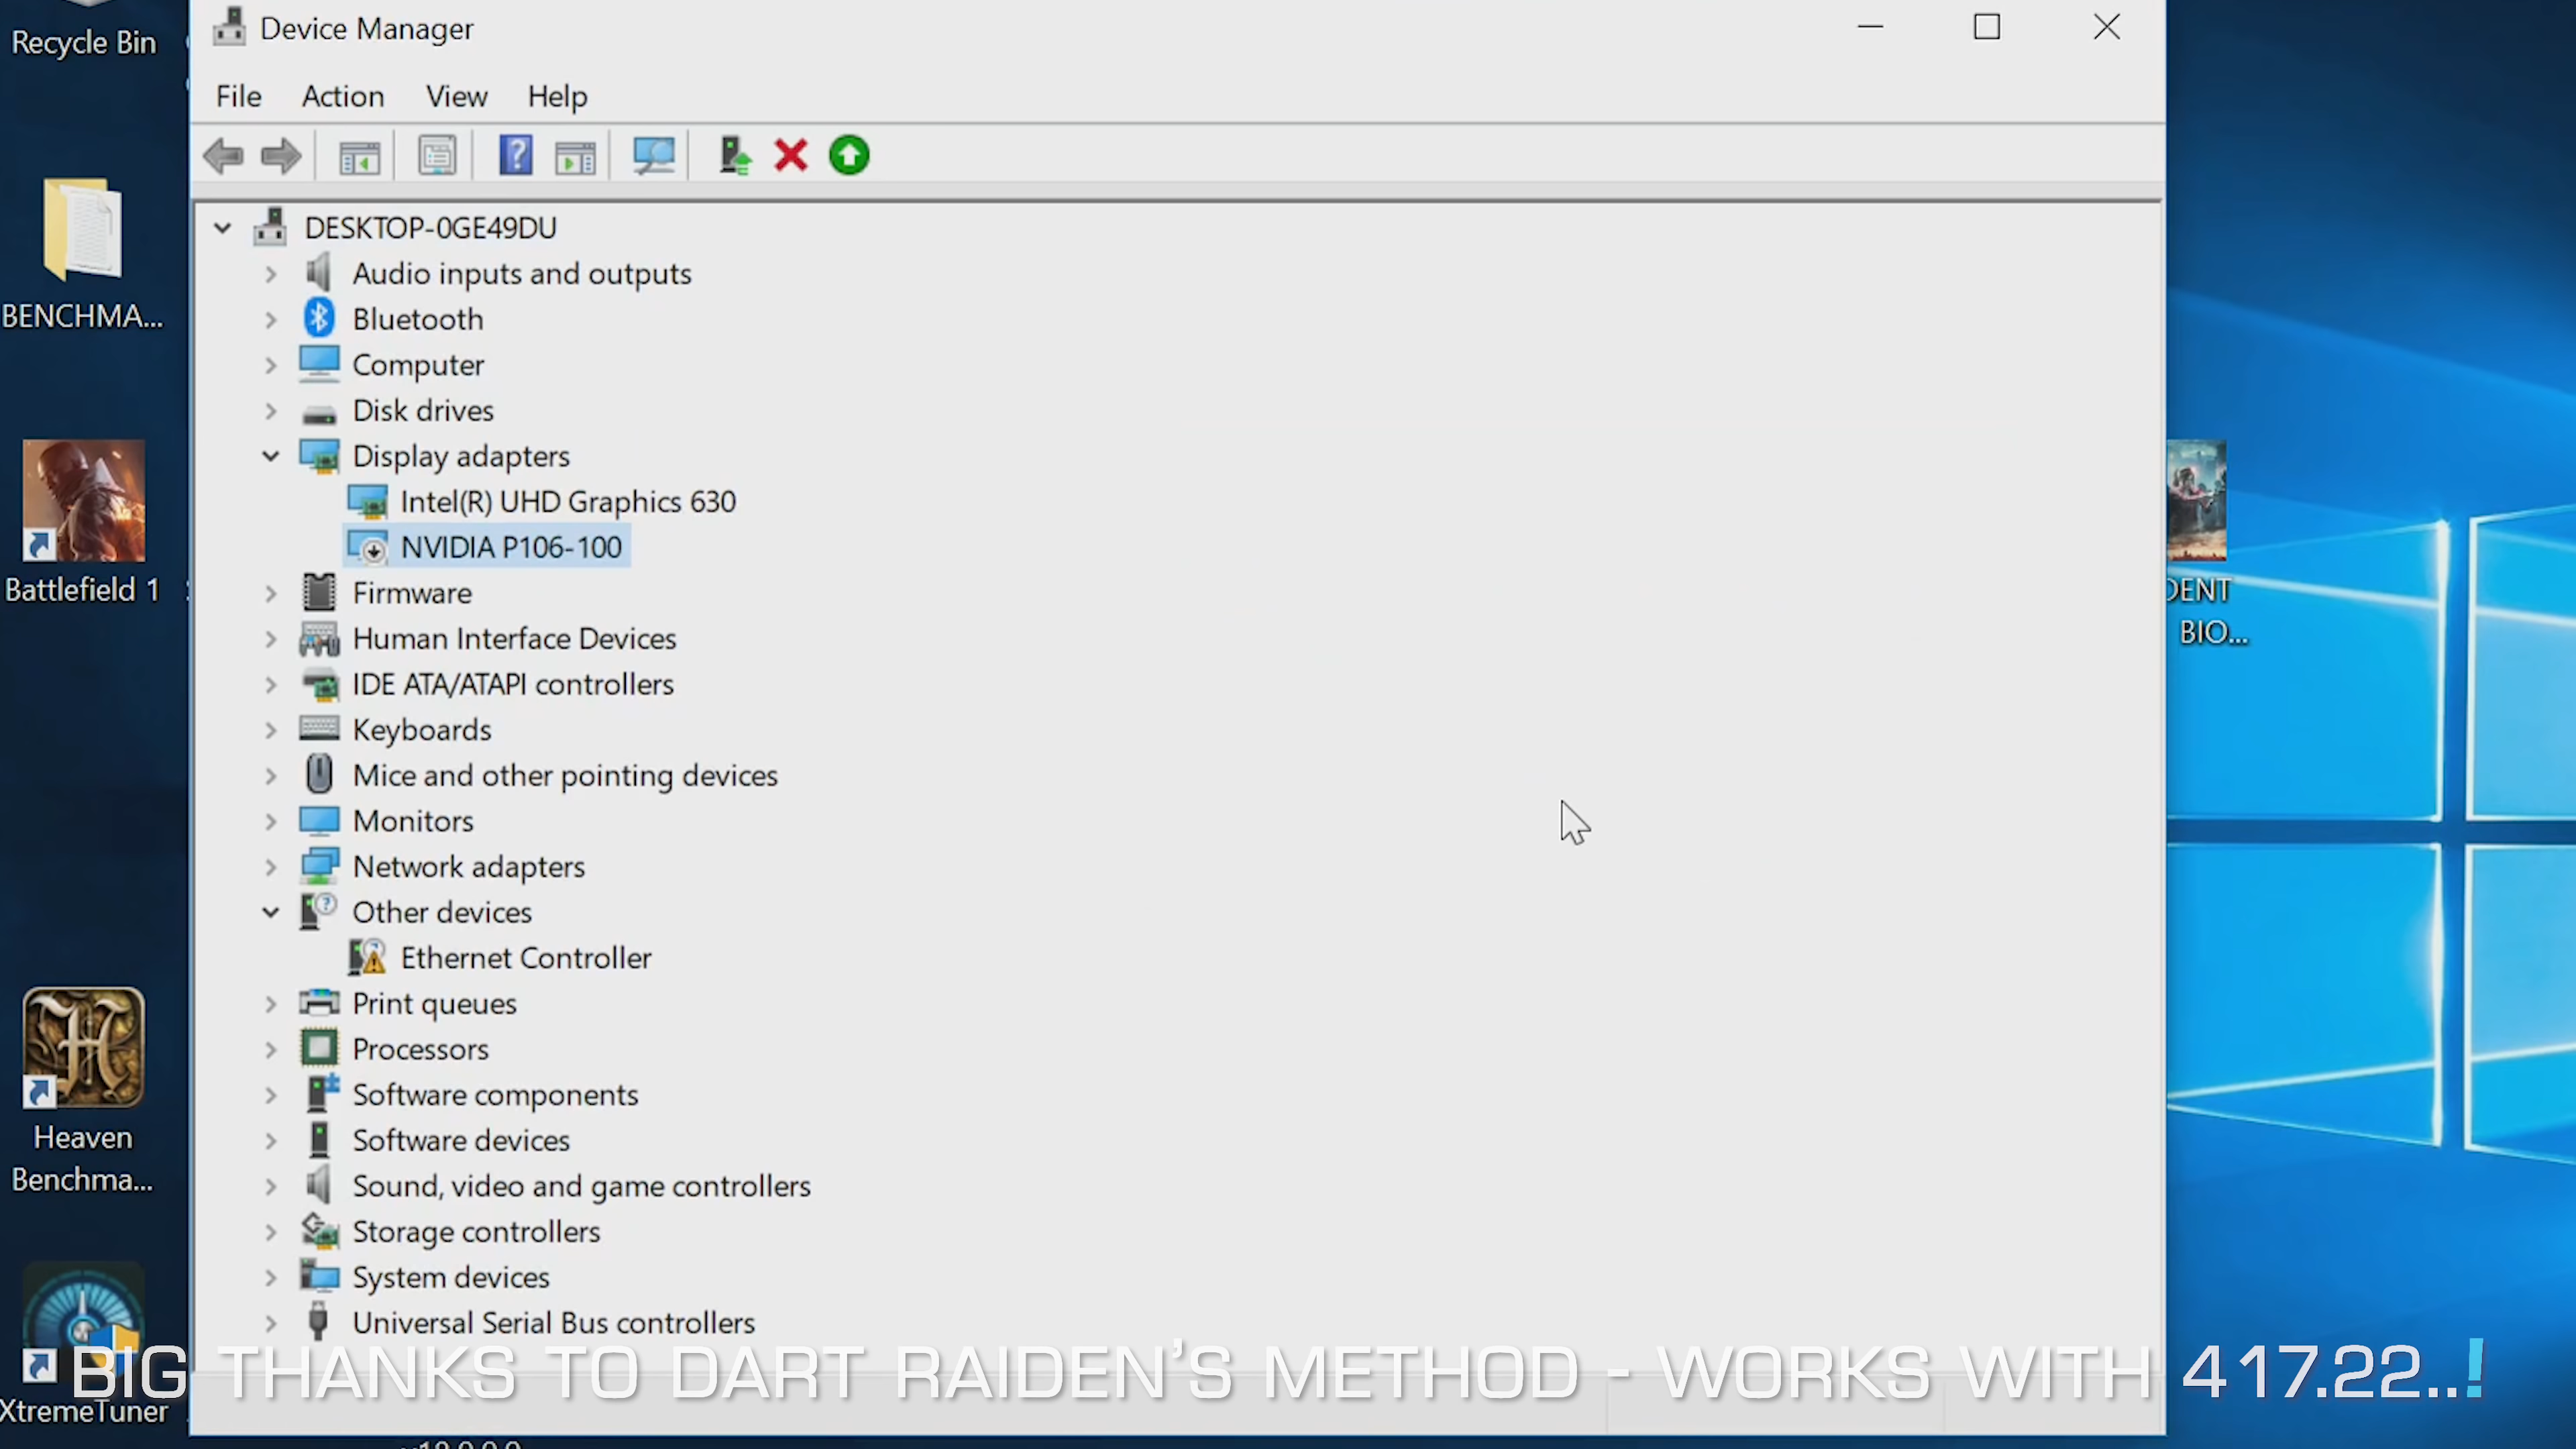 Recycle Bin
Device Manager
File Action View Help
DESKTOP-0GE49DU
Audio inputs and outputs
Bluetooth
Computer
Disk drives
Display adapters
Intel(R) UHD Graphics 630
NVIDIA P106-100
Firmware
Human Interface Devices
IDE ATA/ATAPI controllers
Keyboards
Mice and other pointing devices
Monitors
Network adapters
Other devices
Ethernet Controller
Print queues
Processors
Software components
Software devices
Sound, video and game controllers
Storage controllers
System devices
Universal Serial Bus controllers
BENCHMA...
Battlefield 1
Heaven
Benchma...
XtremeTuner
DENT
BIO...
BIG THANKS TO DART RAIDEN'S METHOD - WORKS WITH 417.22..!